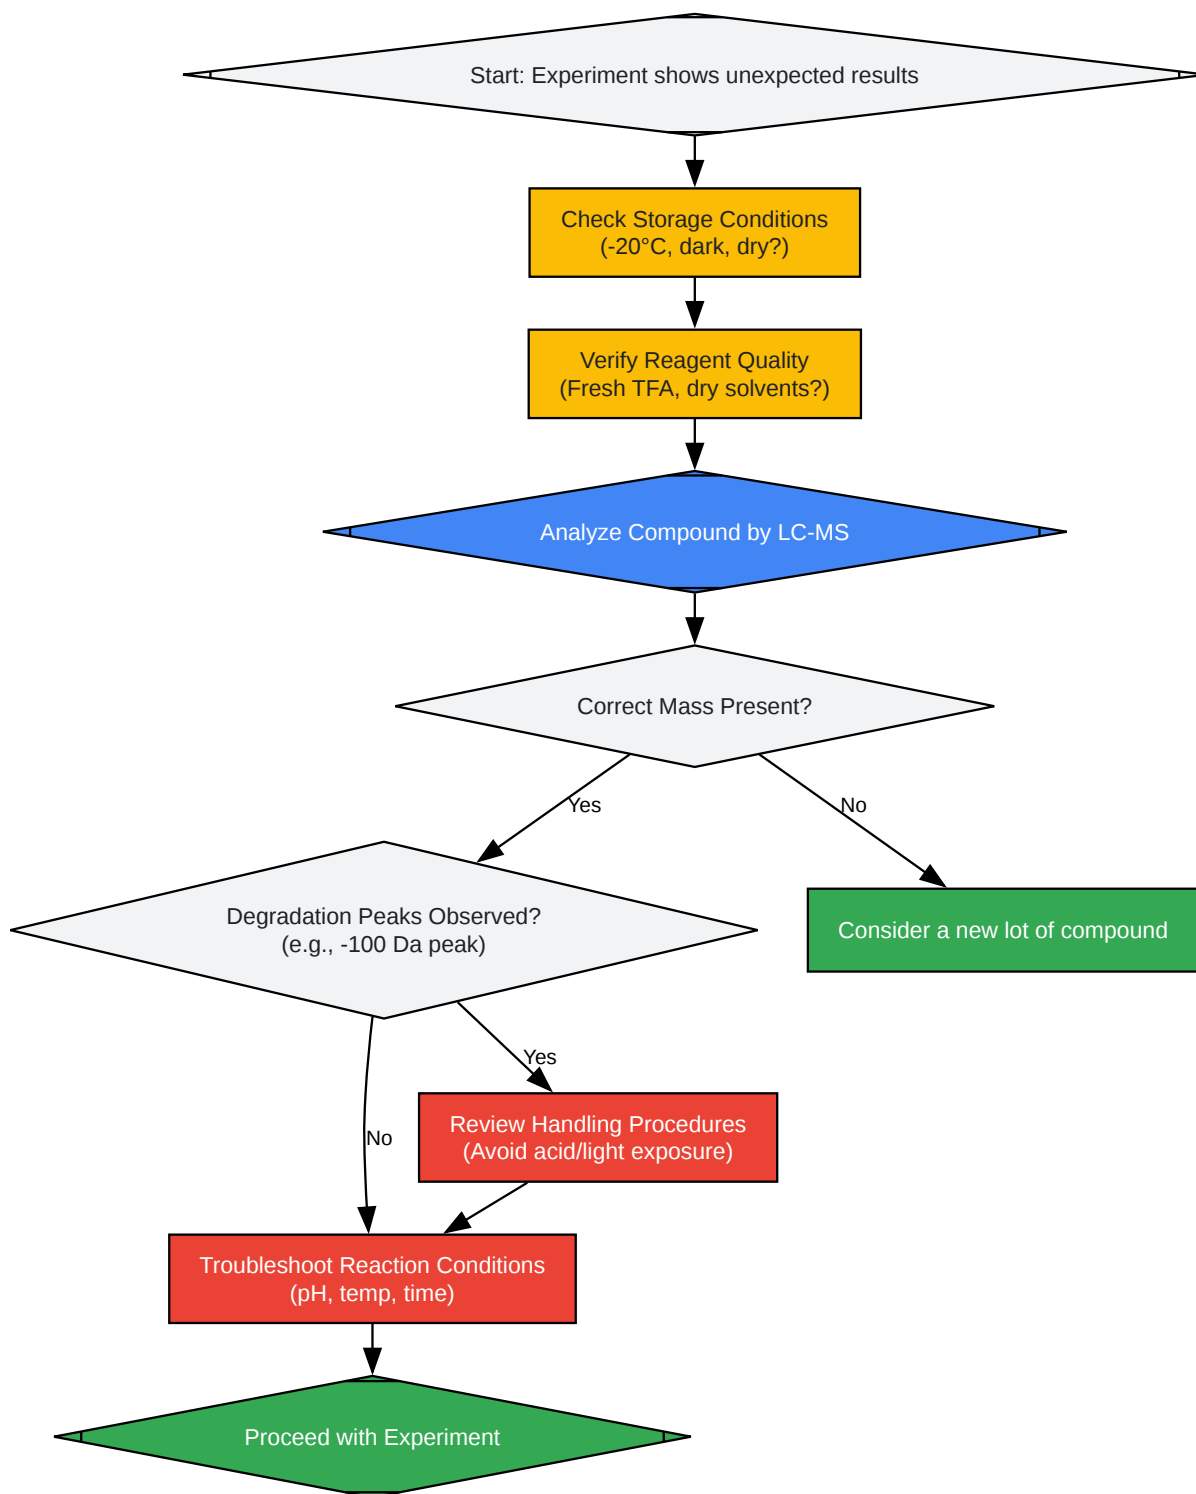 Start: Experiment shows unexpected results
Check Storage Conditions
(-20°C, dark, dry?)
Verify Reagent Quality
(Fresh TFA, dry solvents?)
Analyze Compound by LC-MS
Correct Mass Present?
Yes
No
Degradation Peaks Observed?
(e.g., -100 Da peak)
Consider a new lot of compound
Yes
No
Review Handling Procedures
(Avoid acid/light exposure)
Troubleshoot Reaction Conditions
(pH, temp, time)
Proceed with Experiment